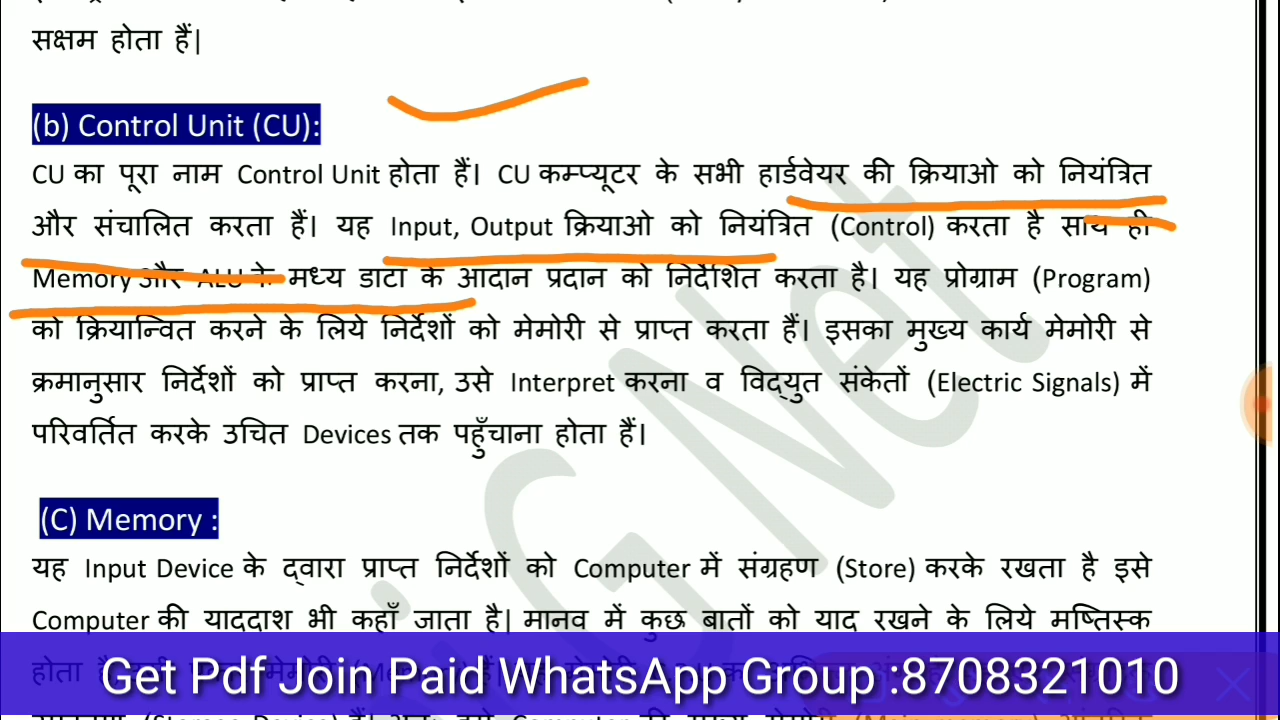 सक्षम होता हैं|
(b) Control Unit (CU):
CU का पूरा नाम Control Unit होता हैं। CU कम्प्यूटर के सभी हार्डवेयर की क्रियाओ को नियंत्रित
और संचालित करता हैं। यह Input, Output क्रियाओ को नियंत्रित (Control) करता है साथ ही
Memory और ALU के मध्य डाटा के आदान प्रदान को निर्देशित करता है। यह प्रोग्राम (Program)
को क्रियान्वित करने के लिये निर्देशों को मेमोरी से प्राप्त करता हैं। इसका मुख्य कार्य मेमोरी से
क्रमानुसार निर्देशों को प्राप्त करना, उसे Interpret करना व विद्युत संकेतों (Electric Signals) में
परिवर्तित करके उचित Devices तक पहुँचाना होता हैं।
(C) Memory :
यह Input Device के द्वारा प्राप्त निर्देशों को Computer में संग्रहण (Store) करके रखता है इसे
Computer की याददाश भी कहाँ जाता है| मानव में कुछ बातों को याद रखने के लिये मष्तिस्क
होता
Get Pdf Join Paid WhatsApp Group :8708321010